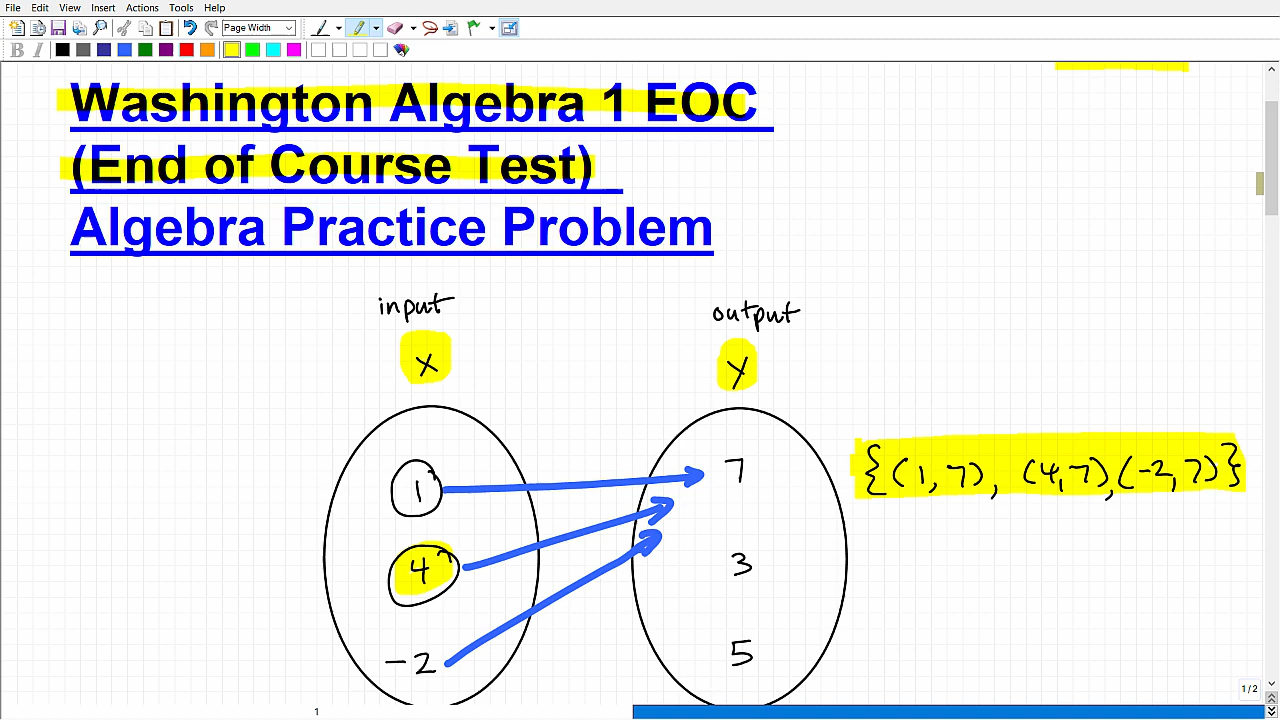 File Edit View Insert Actions Tools Help
Page Width
B I
Washington Algebra 1 EOC
(End of Course Test)
Algebra Practice Problem
input output
x y
1 7 {(1,7), (4,7),(-2,7)}
4 3
-2 5
1/2
1